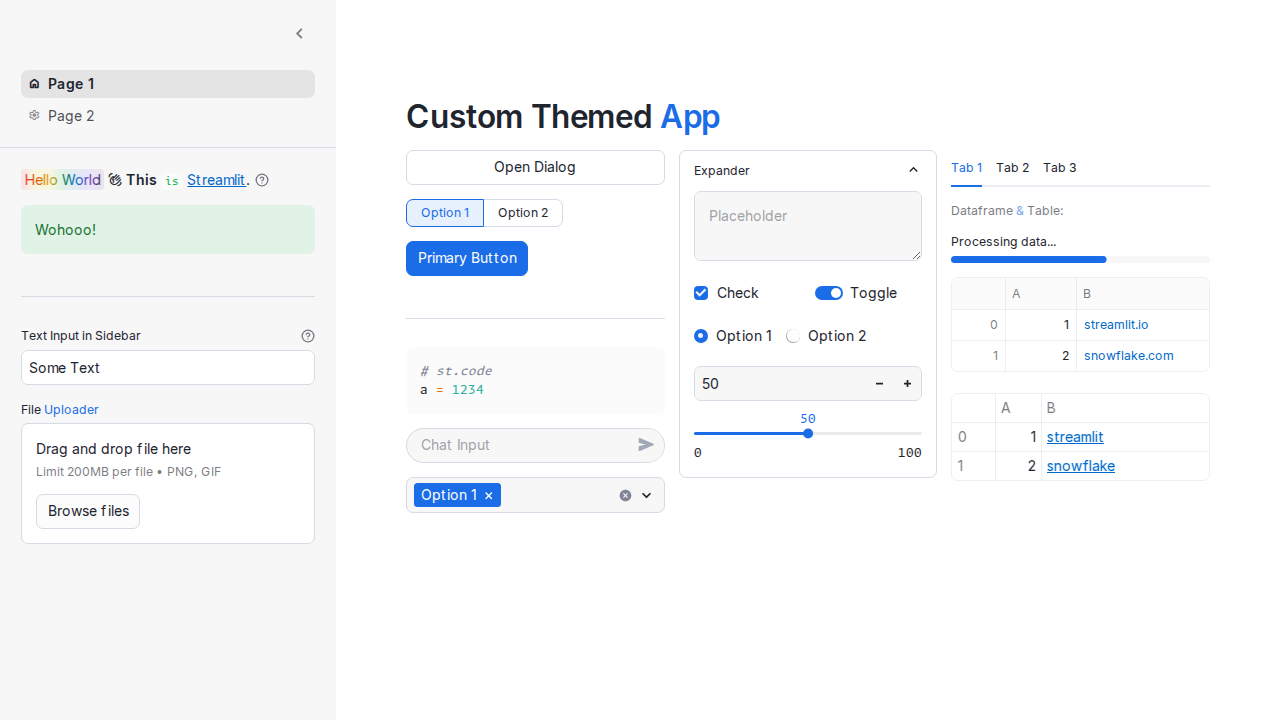 Page 1
Page 2
Hello World 👋 This is Streamlit.
Wohooo!
Text Input in Sidebar
Some Text
File Uploader
Drag and drop file here
Limit 200MB per file • PNG, GIF
Browse files
Custom Themed App
Open Dialog
Option 1 Option 2
Primary Button
# st.code
a = 1234
Chat Input
Option 1
Expander
Placeholder
Check Toggle
Option 1 Option 2
50
50
0 100
Tab 1 Tab 2 Tab 3
Dataframe & Table:
Processing data...
A B
0 1 streamlit.io
1 2 snowflake.com
A B
0 1 streamlit
1 2 snowflake